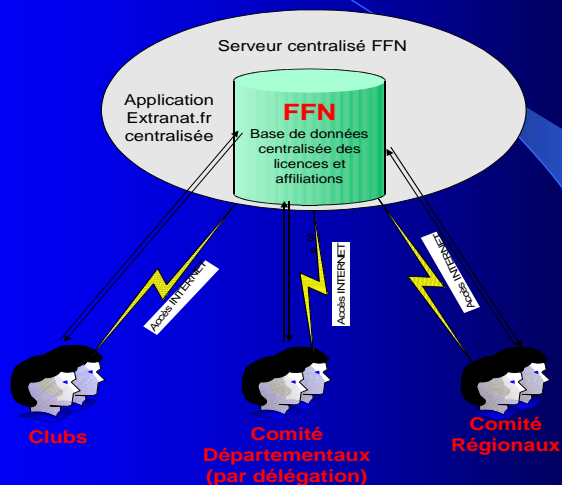 Serveur centralisé FFN
Application
Extranat.fr
centralisée
FFN
Base de données
centralisée des
licences et
affiliations
Accès INTERNET
Accès INTERNET
Accès INTERNET
Clubs
Comité
Départementaux
(par délégation)
Comité
Régionaux